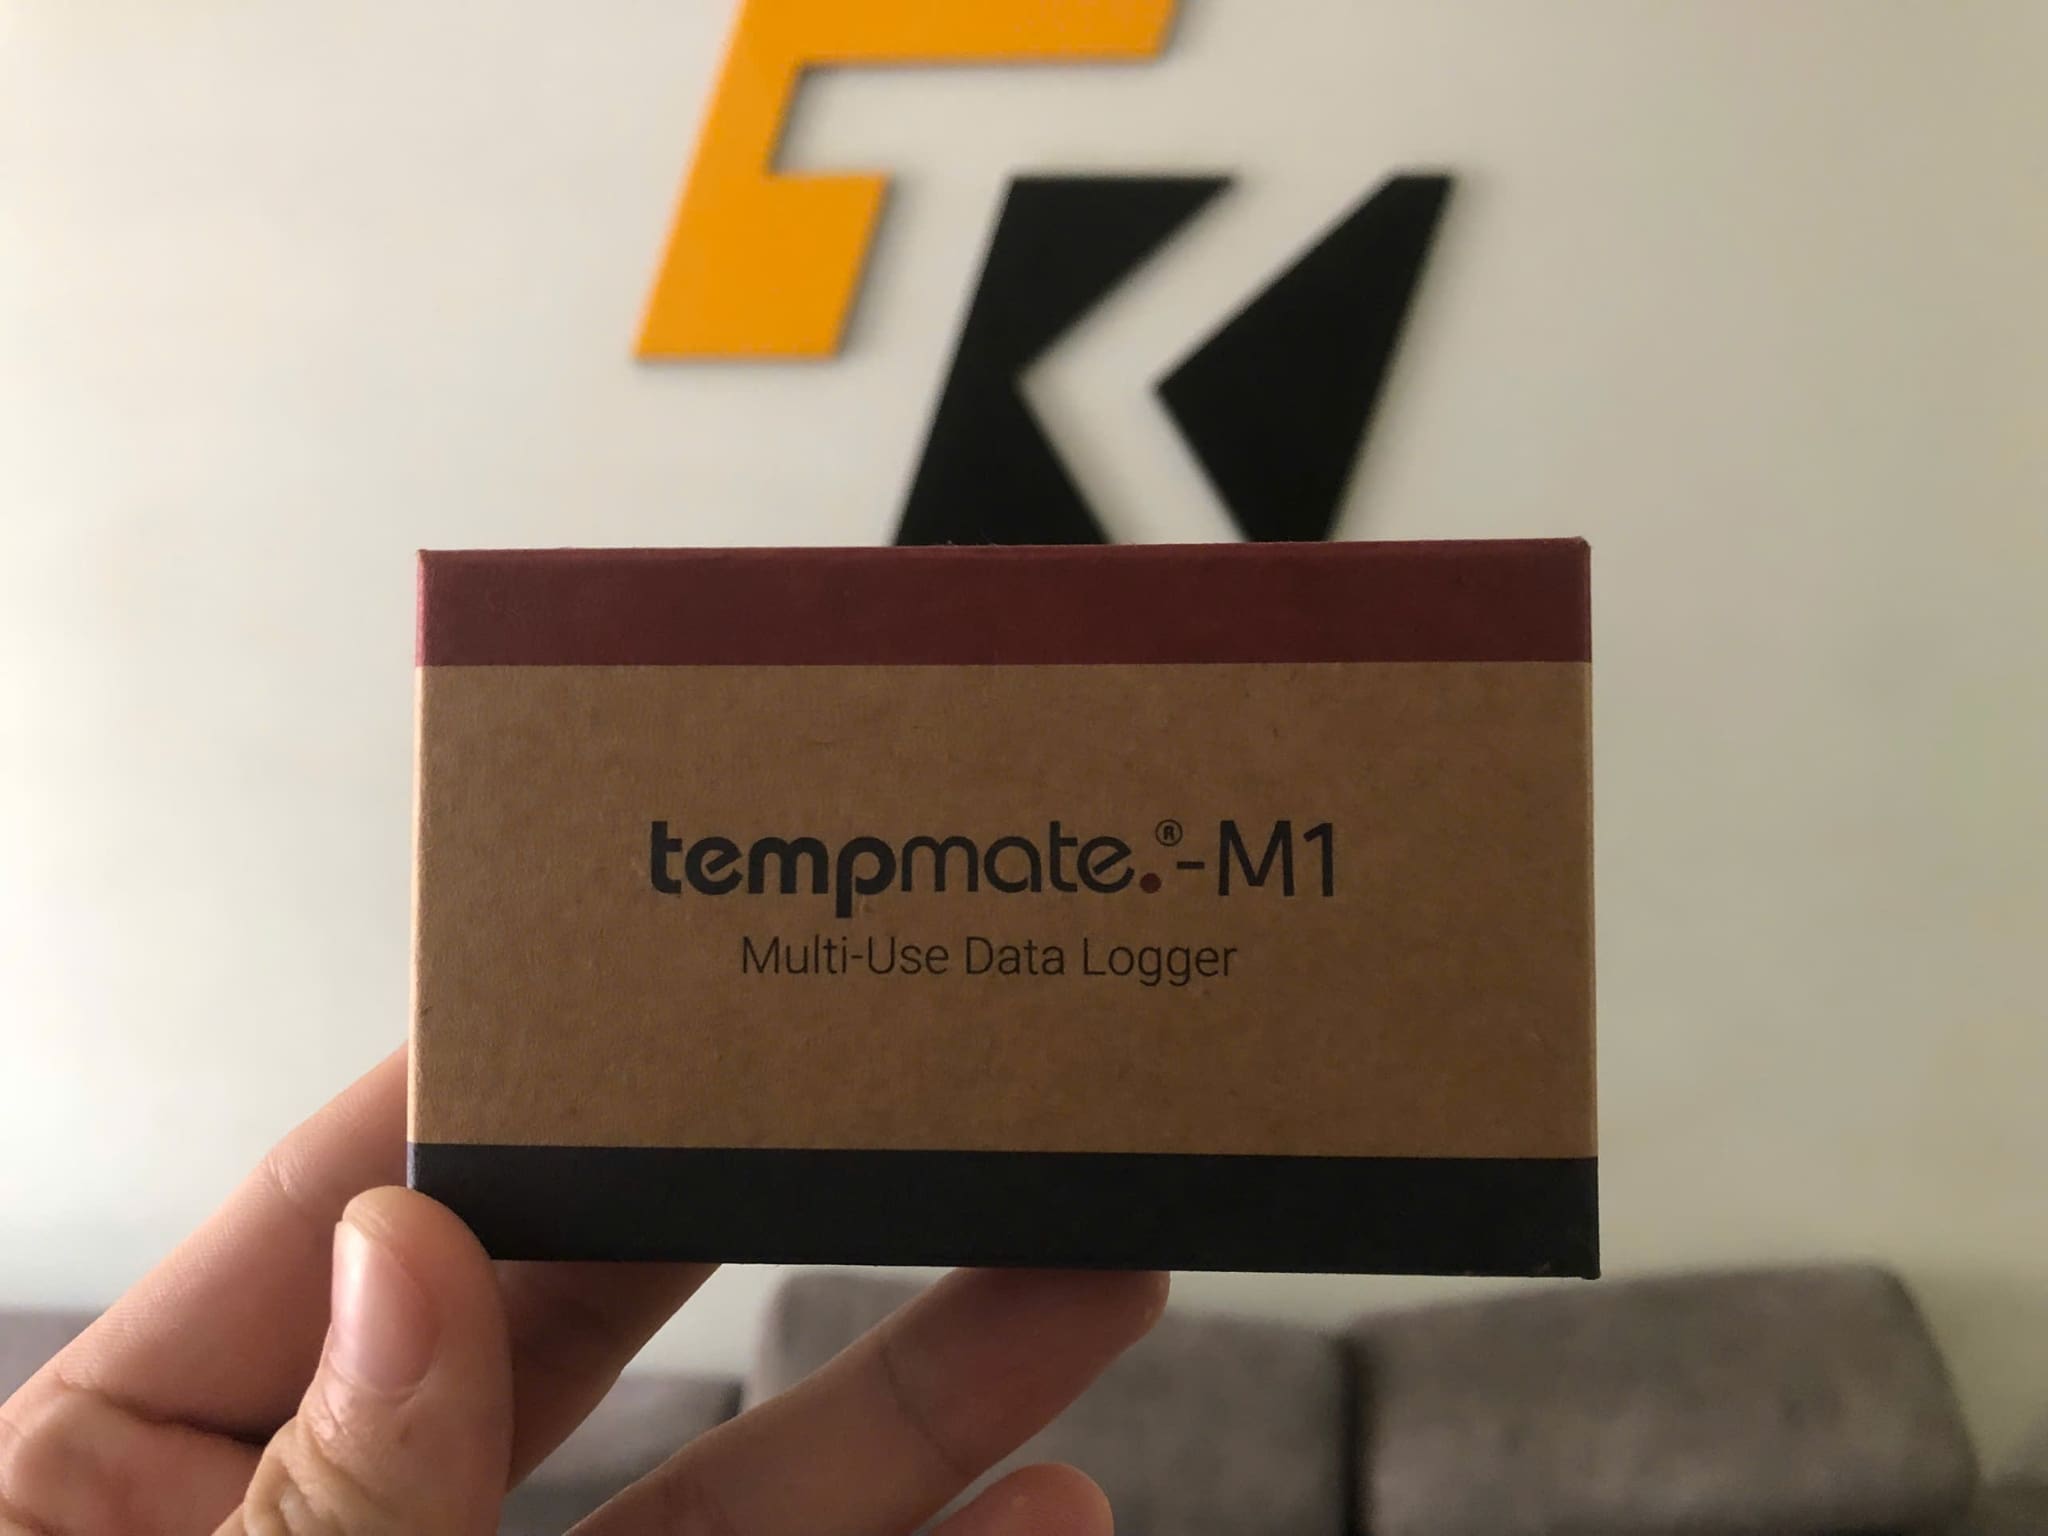 tempmate.®-M1
Multi-Use Data Logger